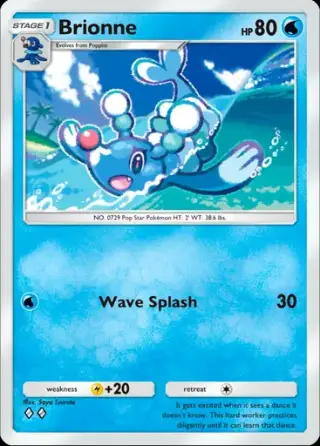 STAGE 1
Brionne
HP 80
Evolves from Popplio
NO. 0729 Pop Star Pokémon HT: 2' WT: 38.6 lbs.
Wave Splash 30
weakness +20 retreat
Illus. Saya Tsuruta
It gets excited when sees a dance it
doesn't know. This hard worker practices
diligently until it can learn that dance.